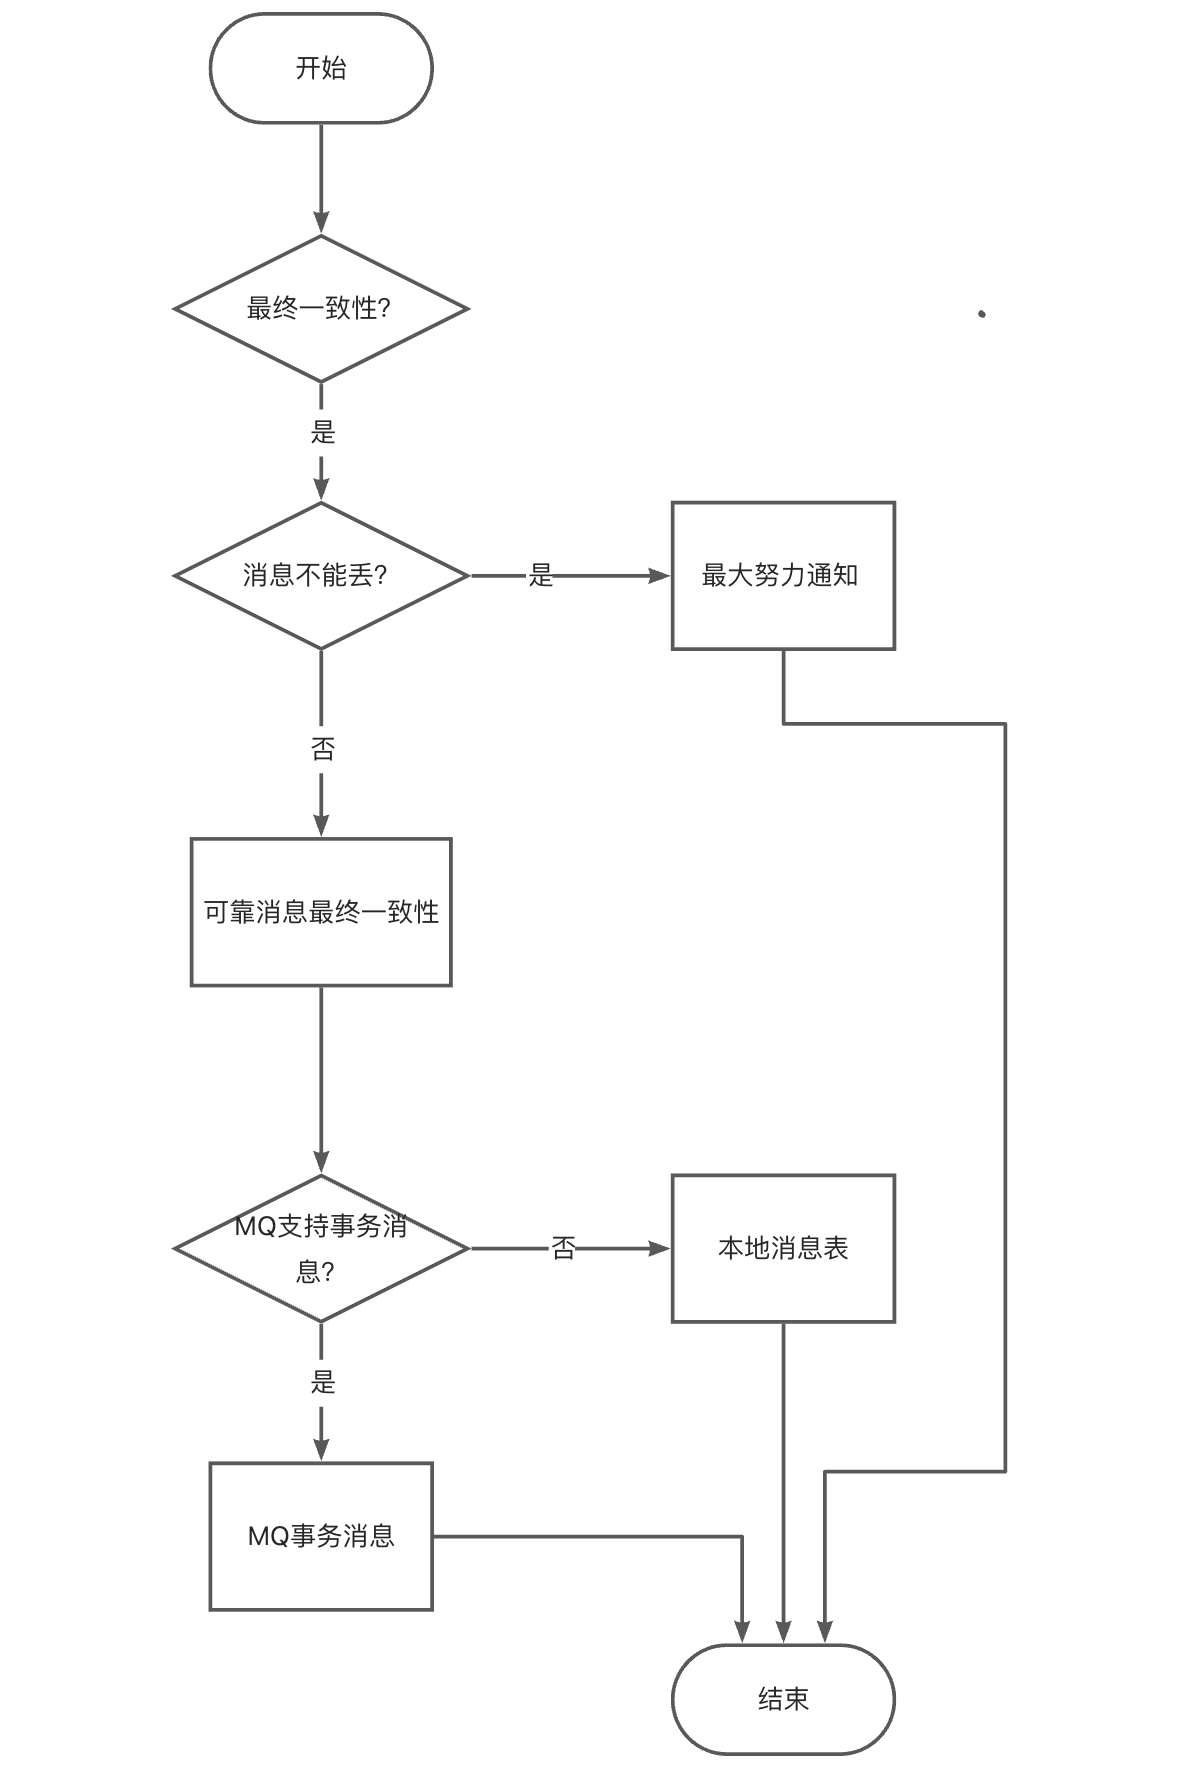 开始
最终一致性?
是
消息不能丢?
是
最大努力通知
否
可靠消息最终一致性
MQ支持事务消
息?
否
本地消息表
是
MQ事务消息
结束